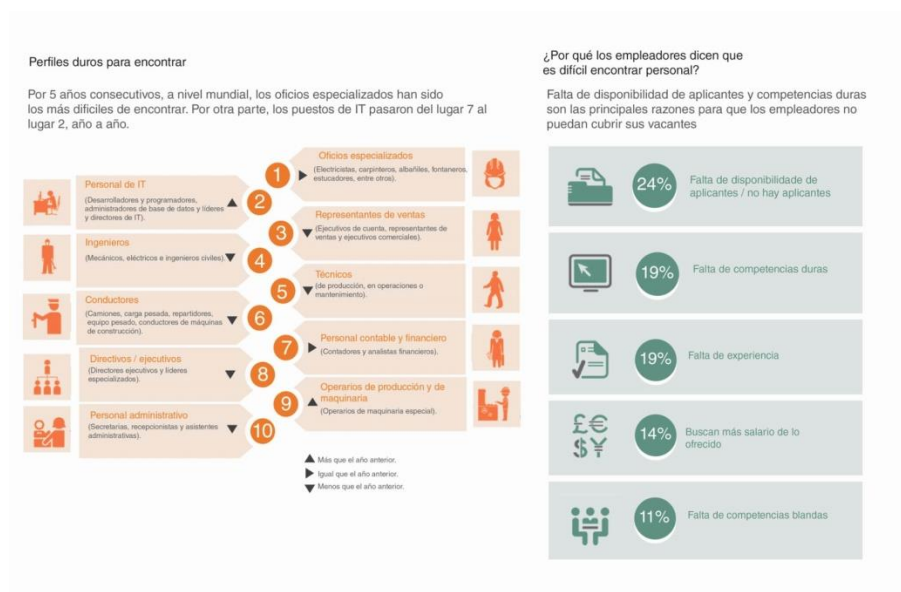 Perfiles duros para encontrar
Por 5 años consecutivos, a nivel mundial, los oficios especializados han sido
los más dificiles de encontrar. Por otra parte, los puestos de IT pasaron del lugar 7 al
lugar 2, año a año.
1
Oficios especializados
(Electricistas, carpinteros, albañiles, fontaneros,
estucadores, entre otros).
Personal de IT
(Desarrolladores y programadores,
administradores de base de datos y líderes
y directores de IT).
2
3
Representantes de ventas
(Ejecutivos de cuenta, representantes de
ventas y ejecutivos comerciales).
Ingenieros
(Mecánicos, eléctricos e ingenieros civiles).
4
5
Técnicos
(de producción, en operaciones o
mantenimiento).
Conductores
(Camiones, carga pesada, repartidores,
equipo pesado, conductores de máquinas
de construcción).
6
7
Personal contable y financiero
(Contadores y analistas financieros).
Directivos / ejecutivos
(Directores ejecutivos y líderes
especializados).
8
9
Operarios de producción y de
maquinaria
(Operarios de maquinaria especial).
Personal administrativo
(Secretarias, recepcionistas y asistentes
administrativas).
10
Más que el año anterior.
Igual que el año anterior.
Menos que el año anterior.
¿Por qué los empleadores dicen que
es difícil encontrar personal?
Falta de disponibilidad de aplicantes y competencias duras
son las principales razones para que los empleadores no
puedan cubrir sus vacantes
24%
Falta de disponibilidade de
aplicantes / no hay aplicantes
19%
Falta de competencias duras
19%
Falta de experiencia
£€
$¥
14%
Buscan más salario de lo
ofrecido
11%
Falta de competencias blandas